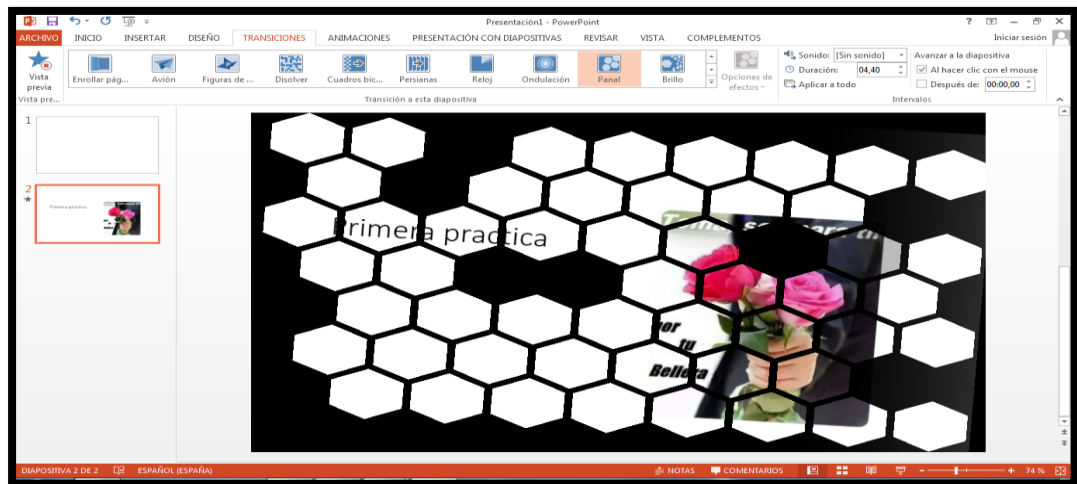 Presentación1 - PowerPoint
ARCHIVO INICIO INSERTAR DISEÑO TRANSICIONES ANIMACIONES PRESENTACIÓN CON DIAPOSITIVAS REVISAR VISTA COMPLEMENTOS Iniciar sesión
Vista previa
Enrollar pág... Avión Figuras de ... Disolver Cuadros bic... Persianas Reloj Ondulación Panal Brillo
Opciones de efectos
Sonido: [Sin sonido]
Duración: 04,40
Aplicar a todo
Avanzar a la diapositiva
Al hacer clic con el mouse
Después de: 00:00,00
Vista pre... Transición a esta diapositiva Intervalos
1
2
Primera practica
Primera practica
por
tu
Belleza
DIAPOSITIVA 2 DE 2 ESPAÑOL (ESPAÑA) NOTAS COMENTARIOS 74 %